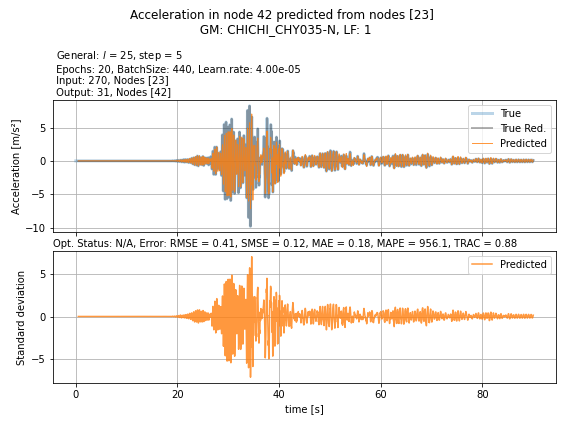 Acceleration in node 42 predicted from nodes [23]
GM: CHICHI_CHY035-N, LF: 1
General: l = 25, step = 5
Epochs: 20, BatchSize: 440, Learn.rate: 4.00e-05
Input: 270, Nodes [23]
Output: 31, Nodes [42]
Acceleration [m/s²]
5
0
−5
−10
True
True Red.
Predicted
Opt. Status: N/A, Error: RMSE = 0.41, SMSE = 0.12, MAE = 0.18, MAPE = 956.1, TRAC = 0.88
Standard deviation
5
0
−5
Predicted
0 20 40 60 80
time [s]